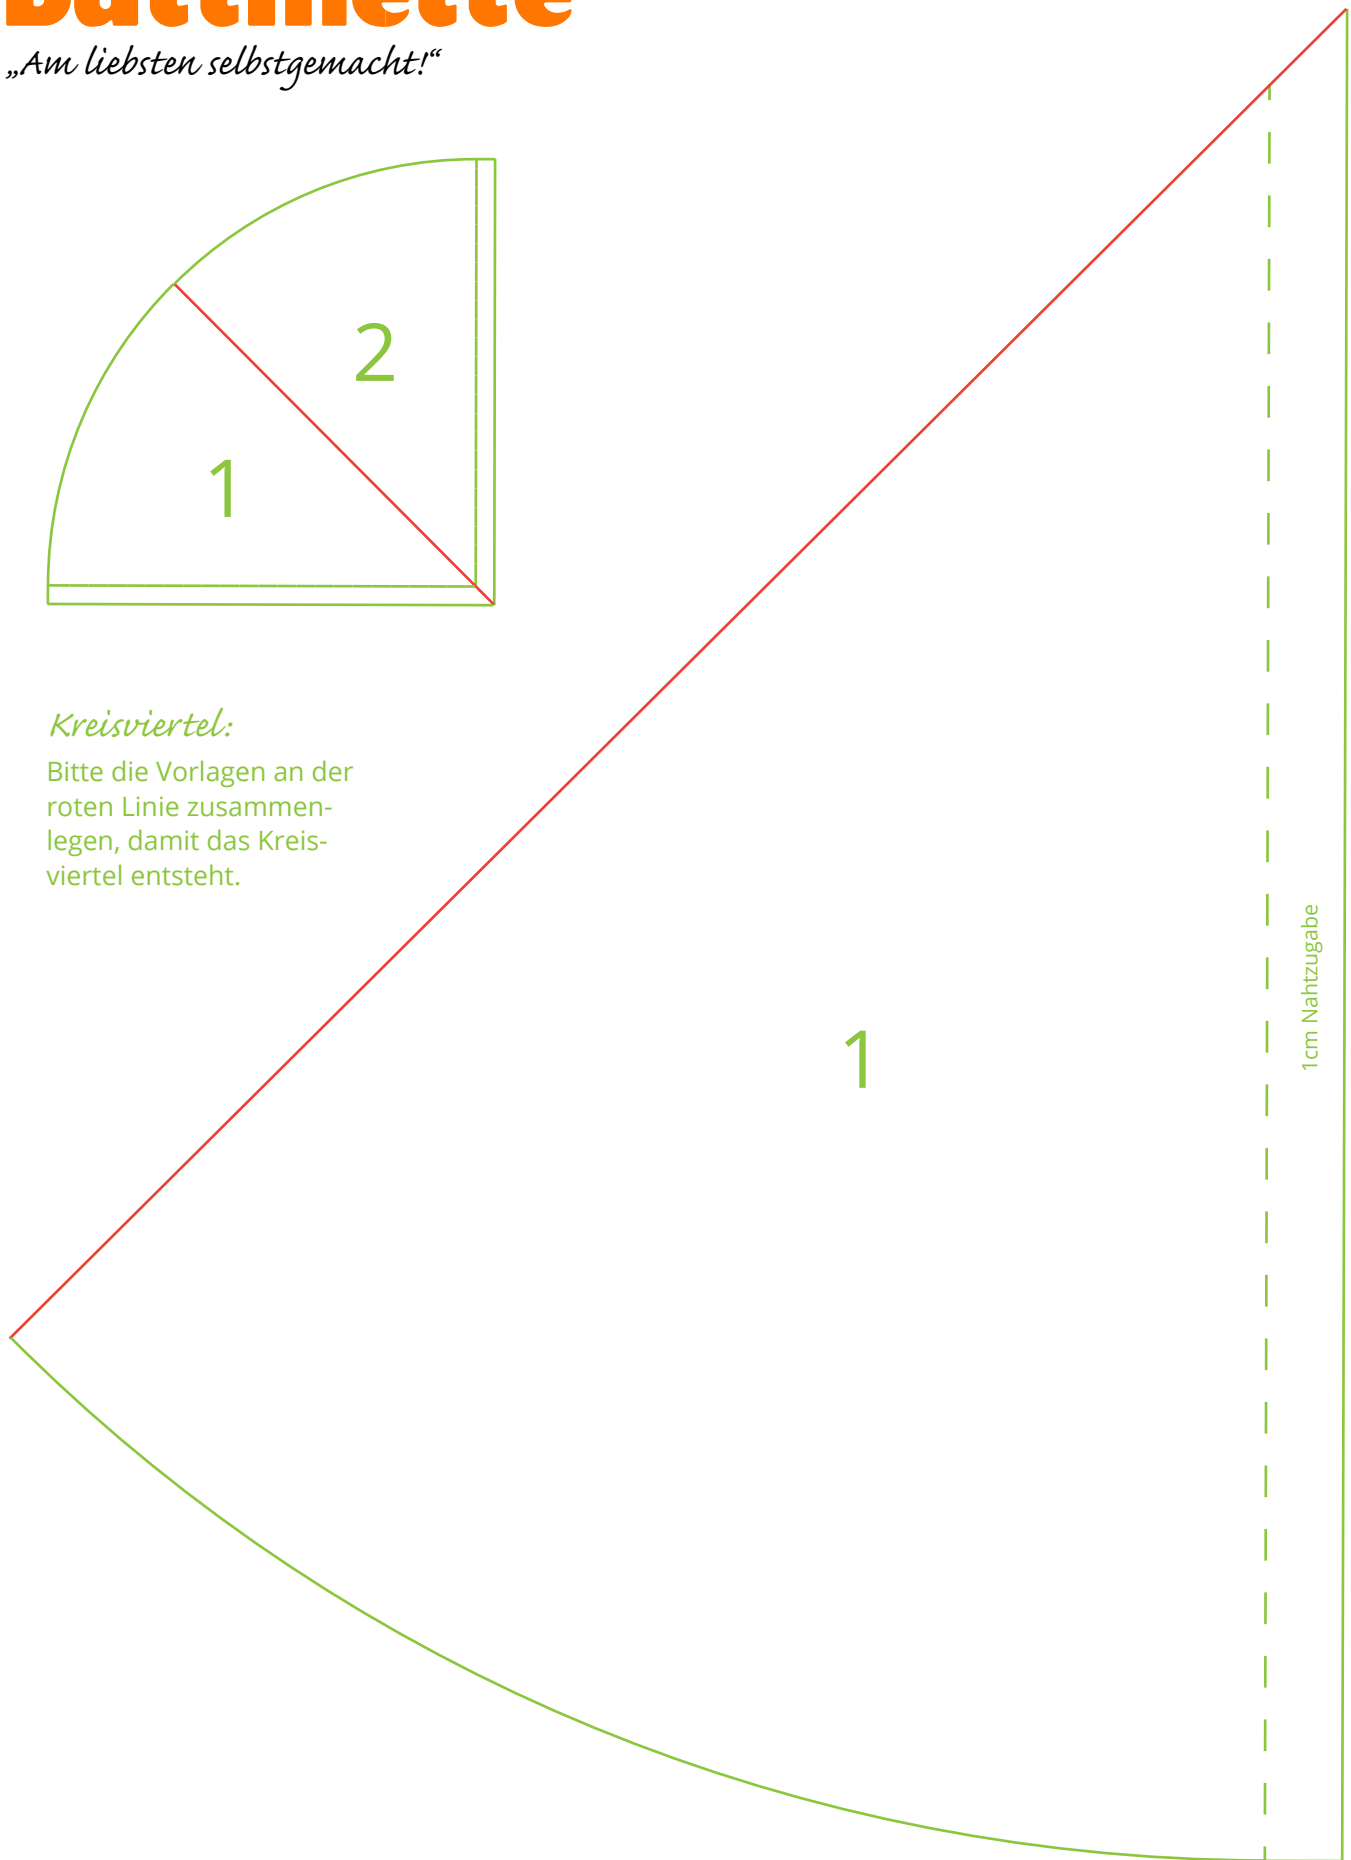 Buttinette
„Am liebsten selbstgemacht!“
2
1
Kreisviertel:
Bitte die Vorlagen an der
roten Linie zusammen-
legen, damit das Kreis-
viertel entsteht.
1cm Nahtzugabe
1